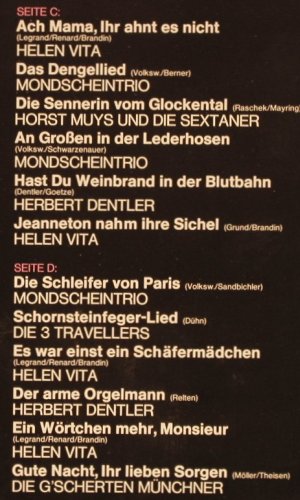 SEITE C:
Ach Mama, Ihr ahnt es nicht
(Legrand/Renard/Brandin)
HELEN VITA
Das Dengellied (Volksw./Berner)
MONDSCHEINTRIO
Die Sennerin vom Glockental (Raschek/Mayring)
HORST MUYS UND DIE SEXTANER
An Großen in der Lederhosen
(Volksw./Schwarzenauer)
MONDSCHEINTRIO
Hast Du Weinbrand in der Blutbahn
(Dentler/Goetze)
HERBERT DENTLER
Jeanneton nahm ihre Sichel (Grund/Brandin)
HELEN VITA
SEITE D:
Die Schleifer von Paris (Volksw./Sandbichler)
MONDSCHEINTRIO
Schornsteinfeger-Lied (Dühn)
DIE 3 TRAVELLERS
Es war einst ein Schäfermädchen
(Legrand/Renard/Brandin)
HELEN VITA
Der arme Orgelmann (Relten)
HERBERT DENTLER
Ein Wörtchen mehr, Monsieur
(Legrand/Renard/Brandin)
HELEN VITA
Gute Nacht, Ihr lieben Sorgen (Möller/Theisen)
DIE G'SCHERTEN MÜNCHNER